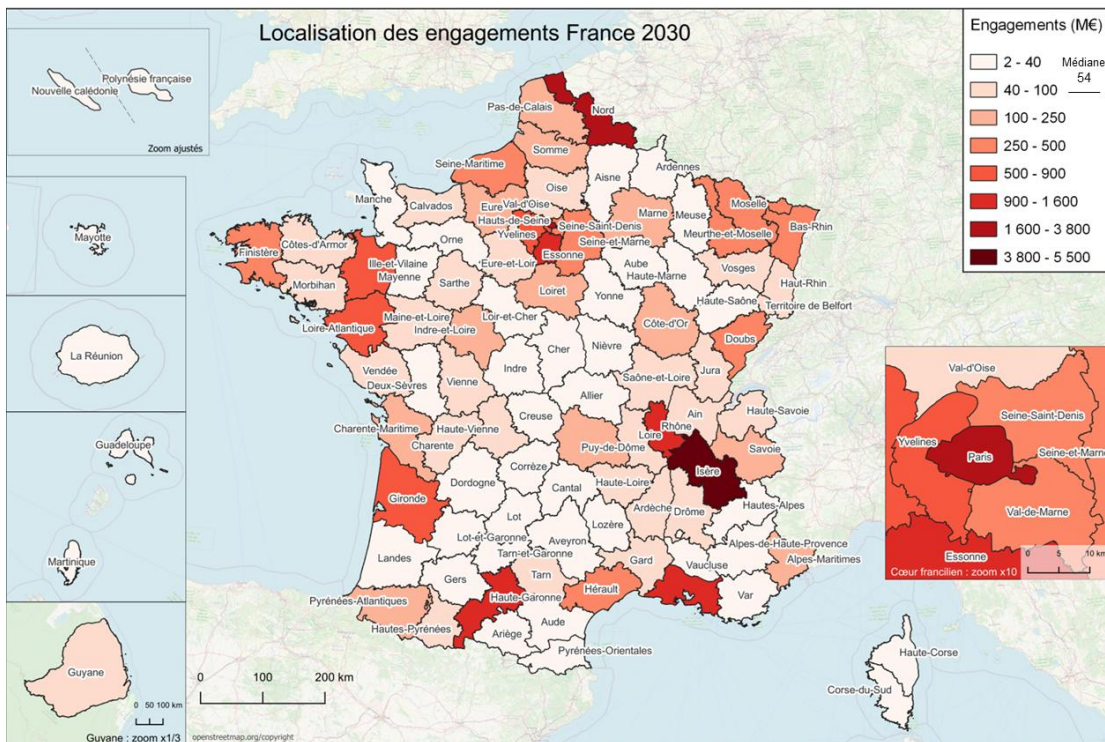 Localisation des engagements France 2030
Engagements (M€)
2 - 40
40 - 100
100 - 250
250 - 500
500 - 900
900 - 1 600
1 600 - 3 800
3 800 - 5 500
Médiane
54
Nouvelle calédonie
Polynésie française
Zoom ajustés
Mayotte
La Réunion
Guadeloupe
Martinique
Guyane
0 50 100 km
Guyane : zoom x1/3
Pas-de-Calais
Nord
Somme
Seine-Maritime
Aisne
Ardennes
Oise
Manche
Calvados
Eure
Val-d'Oise
Hauts-de-Seine
Seine-Saint-Denis
Yvelines
Essonne
Seine-et-Marne
Marne
Meuse
Moselle
Meurthe-et-Moselle
Bas-Rhin
Finistère
Côtes-d'Armor
Orne
Ille-et-Vilaine
Mayenne
Morbihan
Sarthe
Eure-et-Loir
Loiret
Aube
Haute-Marne
Vosges
Haut-Rhin
Yonne
Haute-Saône
Territoire de Belfort
Loire-Atlantique
Maine-et-Loire
Indre-et-Loire
Loir-et-Cher
Côte-d'Or
Doubs
Cher
Nièvre
Vendée
Deux-Sèvres
Vienne
Indre
Saône-et-Loire
Jura
Allier
Charente-Maritime
Charente
Haute-Vienne
Creuse
Puy-de-Dôme
Loire
Rhône
Ain
Haute-Savoie
Savoie
Isère
Gironde
Dordogne
Corrèze
Cantal
Haute-Loire
Ardèche
Drôme
Hautes-Alpes
Lot
Lot-et-Garonne
Lozère
Aveyron
Landes
Tarn-et-Garonne
Gard
Vaucluse
Alpes-de-Haute-Provence
Alpes-Maritimes
Gers
Tarn
Hérault
Var
Pyrénées-Atlantiques
Haute-Garonne
Hautes-Pyrénées
Ariège
Aude
Pyrénées-Orientales
Haute-Corse
Corse-du-Sud
0 100 200 km
openstreetmap.org/copyright
Val-d'Oise
Seine-Saint-Denis
Yvelines
Paris
Seine-et-Marne
Val-de-Marne
Essonne
0 5 10 km
Cœur francilien : zoom x10